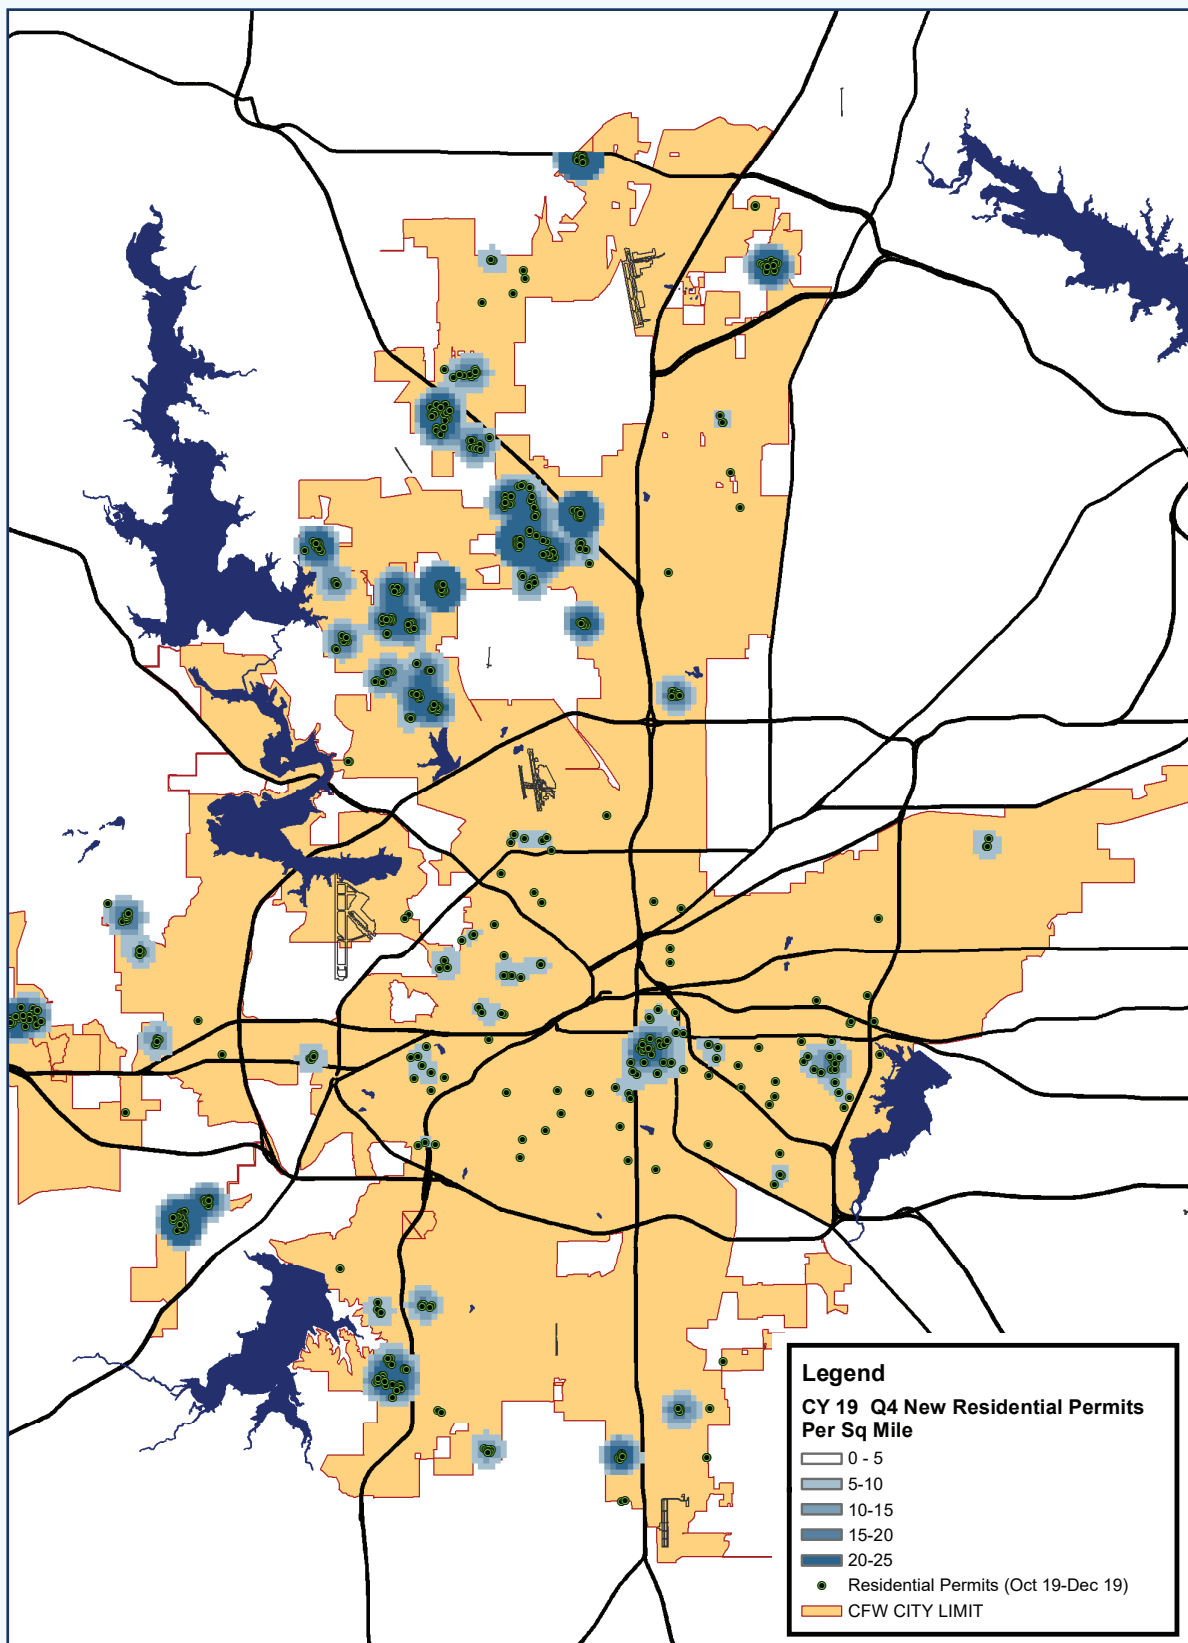 Legend
CY 19 Q4 New Residential Permits
Per Sq Mile
0 - 5
5-10
10-15
15-20
20-25
Residential Permits (Oct 19-Dec 19)
CFW CITY LIMIT